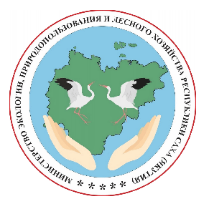 МИНИСТЕРСТВО ЭКОЛОГИИ, ПРИРОДОПОЛЬЗОВАНИЯ И ЛЕСНОГО ХОЗЯЙСТВА РЕСПУБЛИКИ САХА (ЯКУТИЯ)